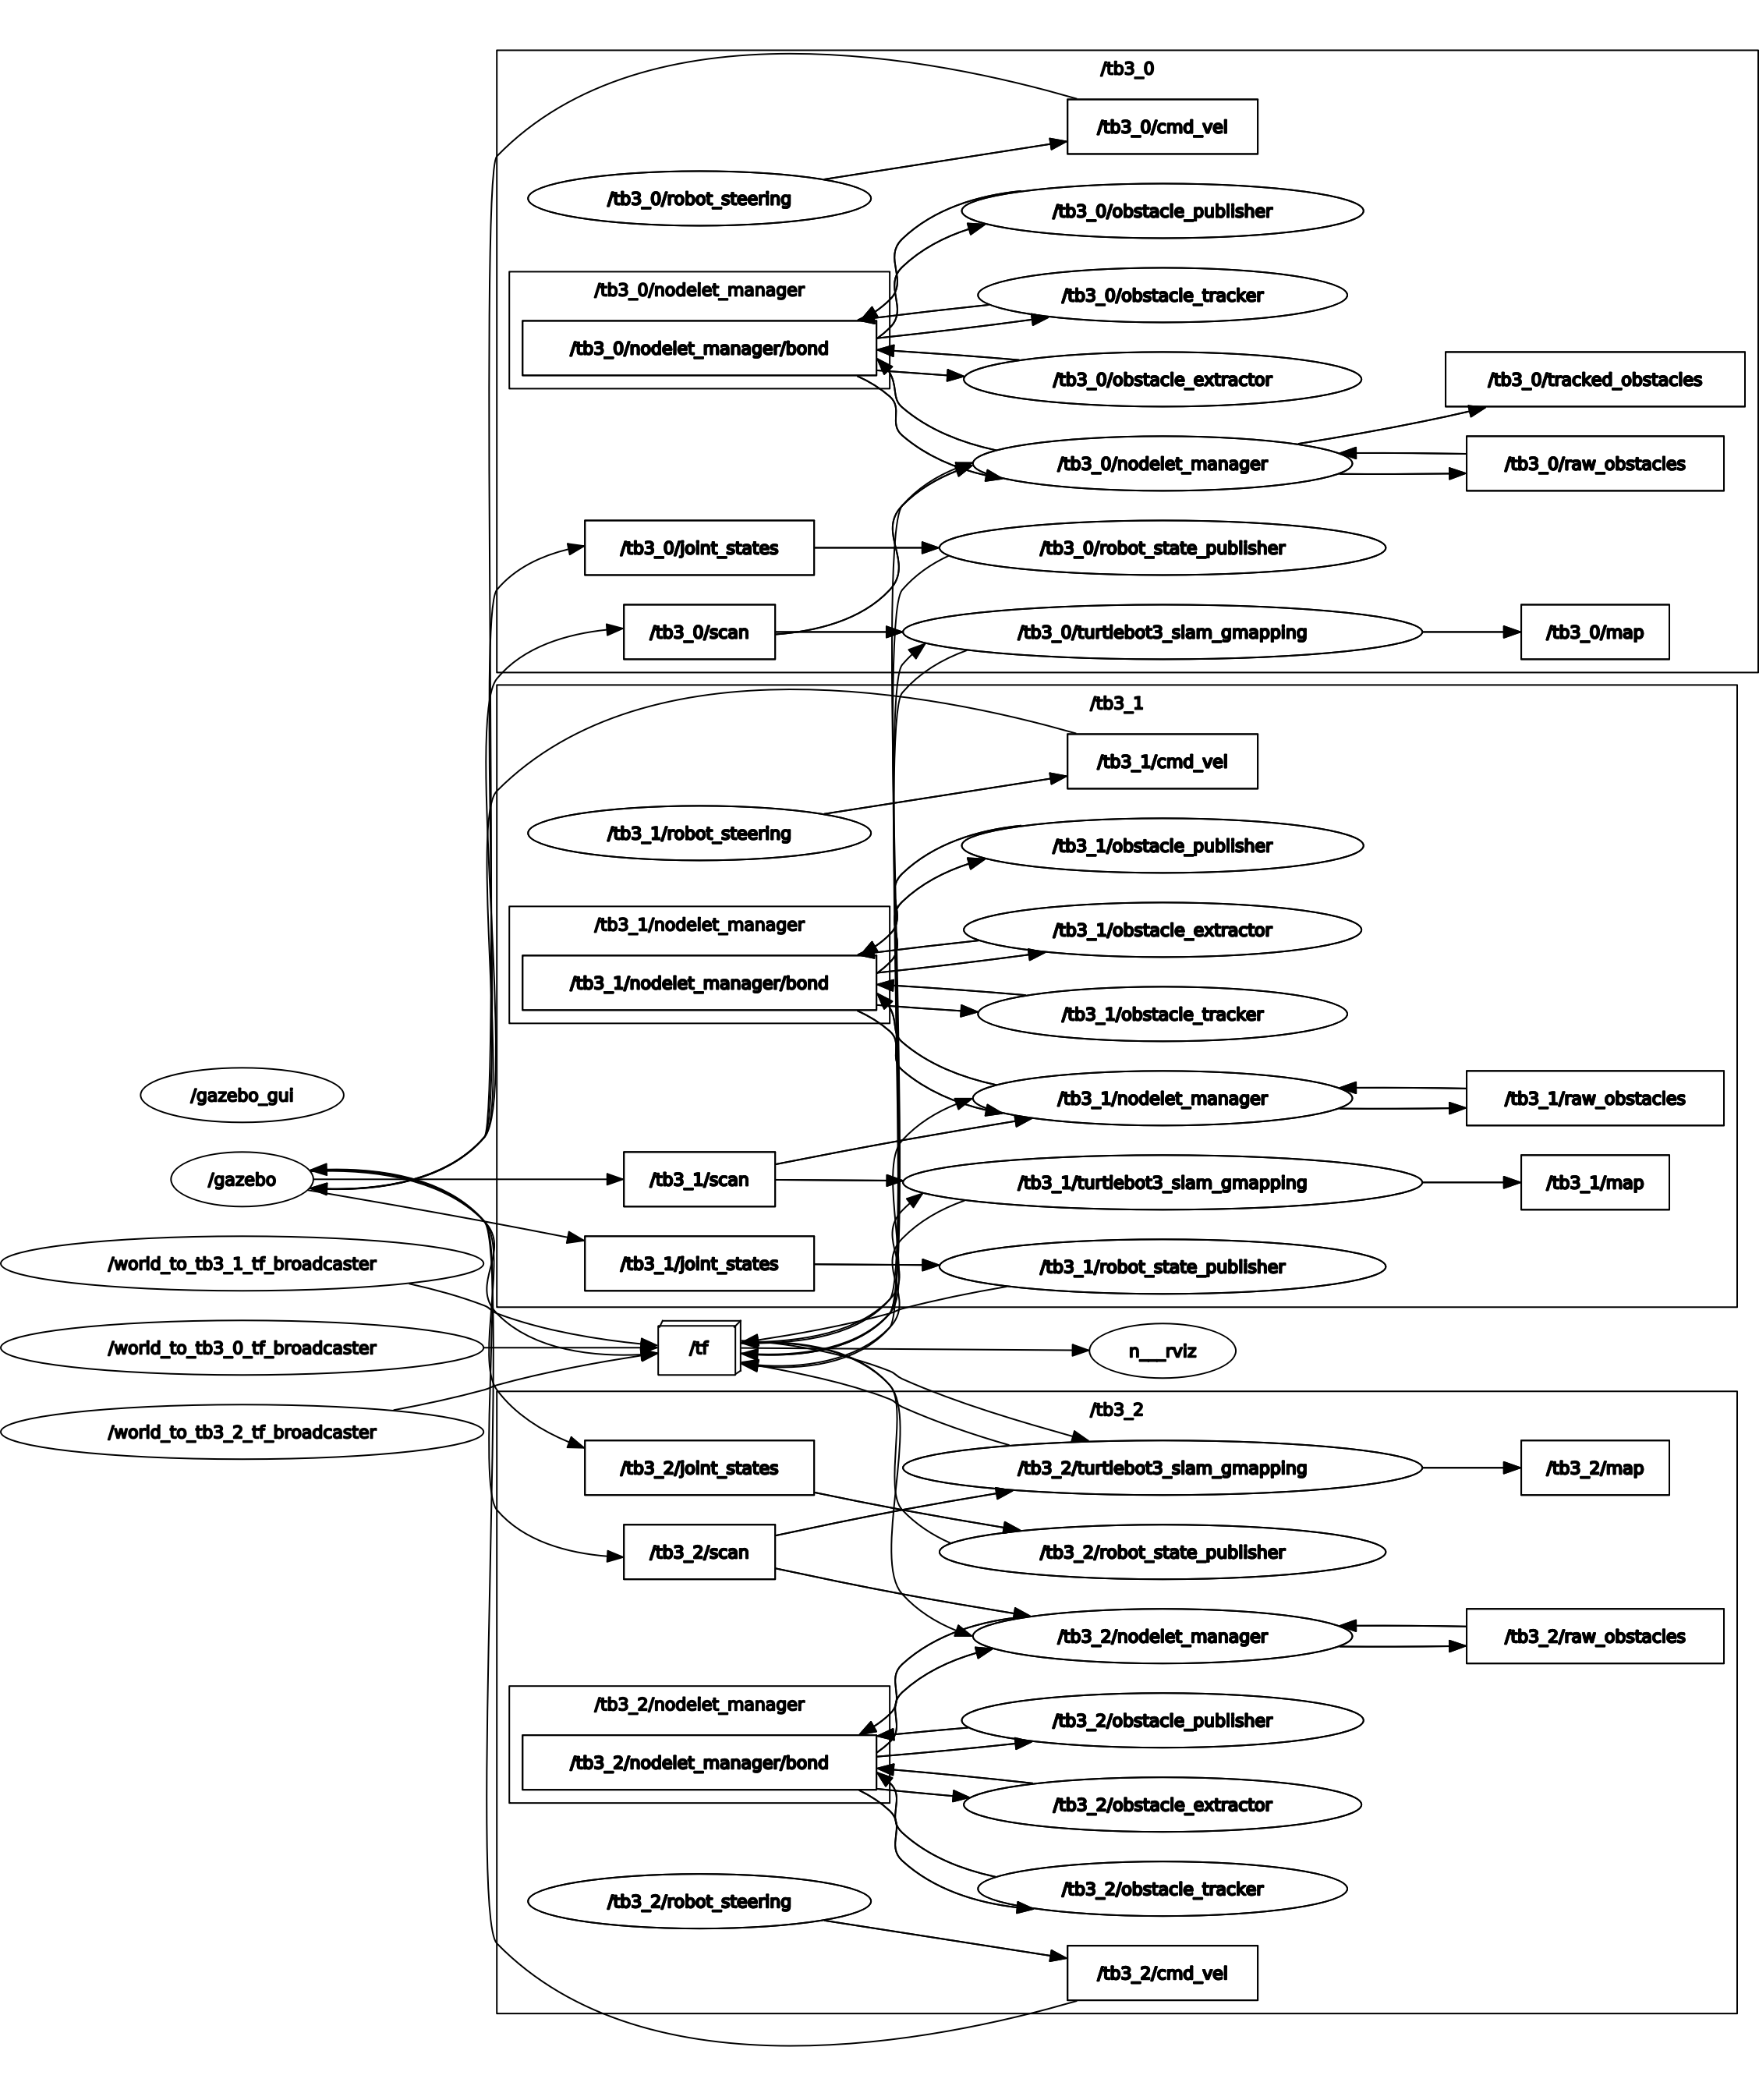 /tb3_0
/tb3_0/cmd_vel
/tb3_0/robot_steering
/tb3_0/obstacle_publisher
/tb3_0/nodelet_manager
/tb3_0/obstacle_tracker
/tb3_0/nodelet_manager/bond
/tb3_0/obstacle_extractor
/tb3_0/tracked_obstacles
/tb3_0/nodelet_manager
/tb3_0/raw_obstacles
/tb3_0/joint_states
/tb3_0/robot_state_publisher
/tb3_0/scan
/tb3_0/turtlebot3_slam_gmapping
/tb3_0/map
/tb3_1
/tb3_1/cmd_vel
/tb3_1/robot_steering
/tb3_1/obstacle_publisher
/tb3_1/nodelet_manager
/tb3_1/obstacle_extractor
/tb3_1/nodelet_manager/bond
/tb3_1/obstacle_tracker
/gazebo_gui
/tb3_1/nodelet_manager
/tb3_1/raw_obstacles
/gazebo
/tb3_1/scan
/tb3_1/turtlebot3_slam_gmapping
/tb3_1/map
/world_to_tb3_1_tf_broadcaster
/tb3_1/joint_states
/tb3_1/robot_state_publisher
/world_to_tb3_0_tf_broadcaster
/tf
n___rviz
/world_to_tb3_2_tf_broadcaster
/tb3_2
/tb3_2/joint_states
/tb3_2/turtlebot3_slam_gmapping
/tb3_2/map
/tb3_2/scan
/tb3_2/robot_state_publisher
/tb3_2/nodelet_manager
/tb3_2/raw_obstacles
/tb3_2/nodelet_manager
/tb3_2/obstacle_publisher
/tb3_2/nodelet_manager/bond
/tb3_2/obstacle_extractor
/tb3_2/robot_steering
/tb3_2/obstacle_tracker
/tb3_2/cmd_vel